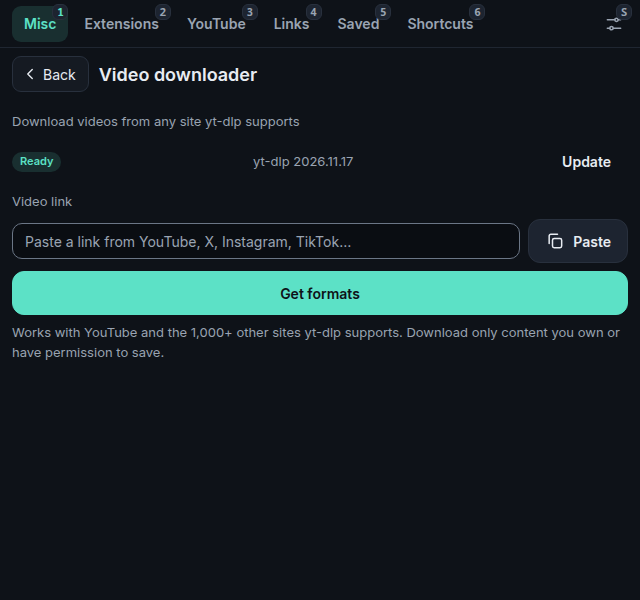 Misc 1 Extensions 2 YouTube 3 Links 4 Saved 5 Shortcuts 6 S
Back Video downloader
Download videos from any site yt-dlp supports
Ready yt-dlp 2026.11.17 Update
Video link
Paste a link from YouTube, X, Instagram, TikTok... Paste
Get formats
Works with YouTube and the 1,000+ other sites yt-dlp supports. Download only content you own or
have permission to save.